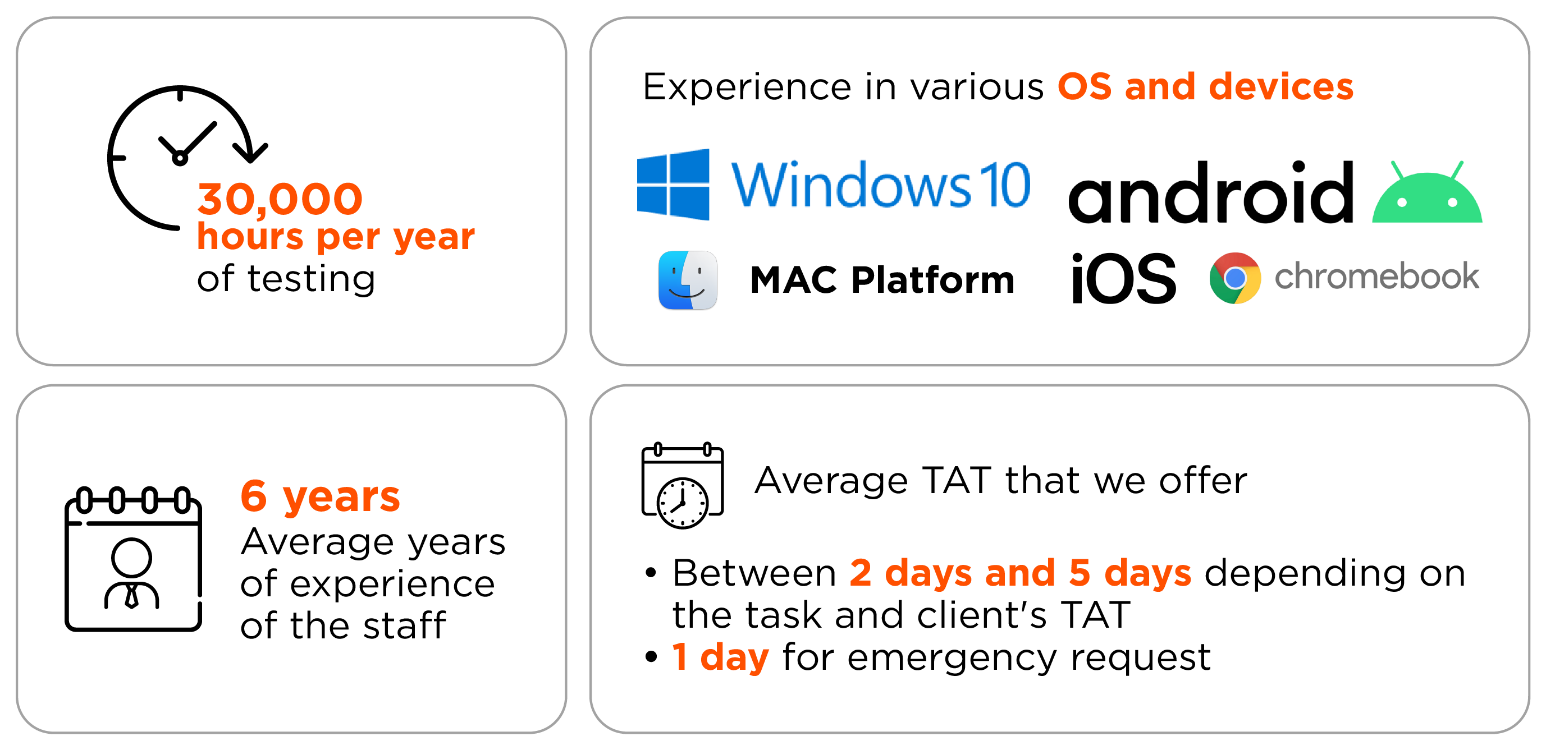 30,000
hours per year
of testing
Experience in various OS and devices
Windows 10
android
MAC Platform
iOS
chromebook
6 years
Average years
of experience
of the staff
Average TAT that we offer
• Between 2 days and 5 days depending on
the task and client's TAT
• 1 day for emergency request